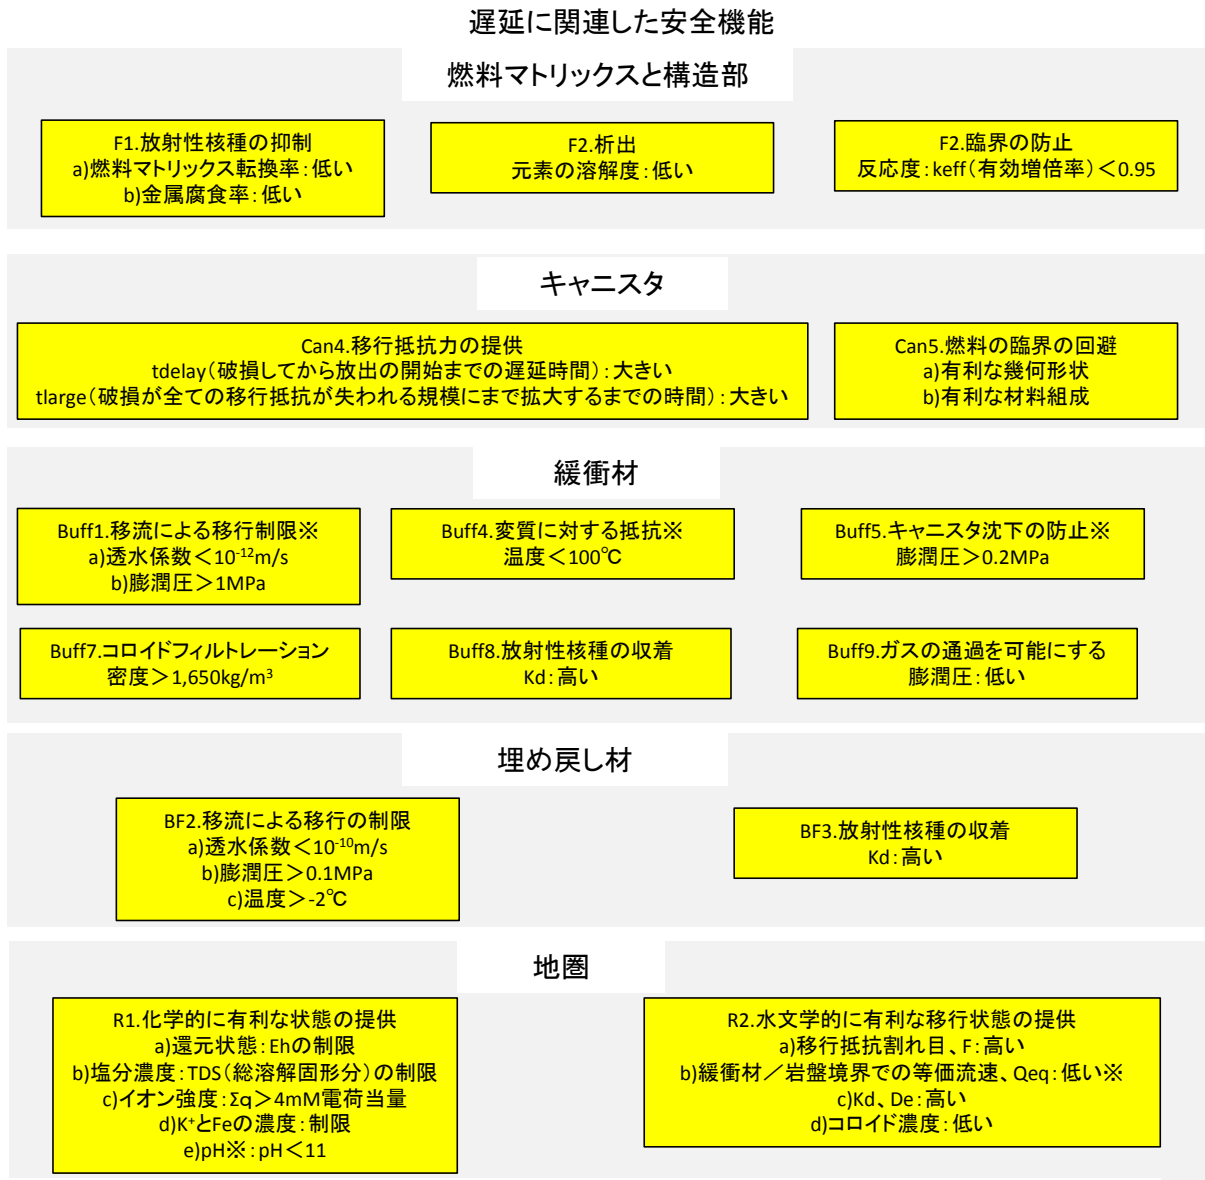 遅延に関連した安全機能
燃料マトリックスと構造部
F1.放射性核種の抑制
a)燃料マトリックス転換率:低い
b)金属腐食率:低い
F2.析出
元素の溶解度:低い
F2.臨界の防止
反応度:keff(有効増倍率)<0.95
キャニスタ
Can4.移行抵抗力の提供
tdelay(破損してから放出の開始までの遅延時間):大きい
tlarge(破損が全ての移行抵抗が失われる規模にまで拡大するまでの時間):大きい
Can5.燃料の臨界の回避
a)有利な幾何形状
b)有利な材料組成
緩衝材
Buff1.移流による移行制限※
a)透水係数<10⁻¹²m/s
b)膨潤圧>1MPa
Buff4.変質に対する抵抗※
温度<100℃
Buff5.キャニスタ沈下の防止※
膨潤圧>0.2MPa
Buff7.コロイドフィルトレーション
密度>1,650kg/m³
Buff8.放射性核種の収着
Kd:高い
Buff9.ガスの通過を可能にする
膨潤圧:低い
埋め戻し材
BF2.移流による移行の制限
a)透水係数<10⁻¹⁰m/s
b)膨潤圧>0.1MPa
c)温度>-2℃
BF3.放射性核種の収着
Kd:高い
地圏
R1.化学的に有利な状態の提供
a)還元状態:Ehの制限
b)塩分濃度:TDS(総溶解固形分)の制限
c)イオン強度:Σq>4mM電荷当量
d)K⁺とFeの濃度:制限
e)pH※:pH<11
R2.水文学的に有利な移行状態の提供
a)移行抵抗割れ目、F:高い
b)緩衝材/岩盤境界での等価流速、Qeq:低い※
c)Kd、De:高い
d)コロイド濃度:低い